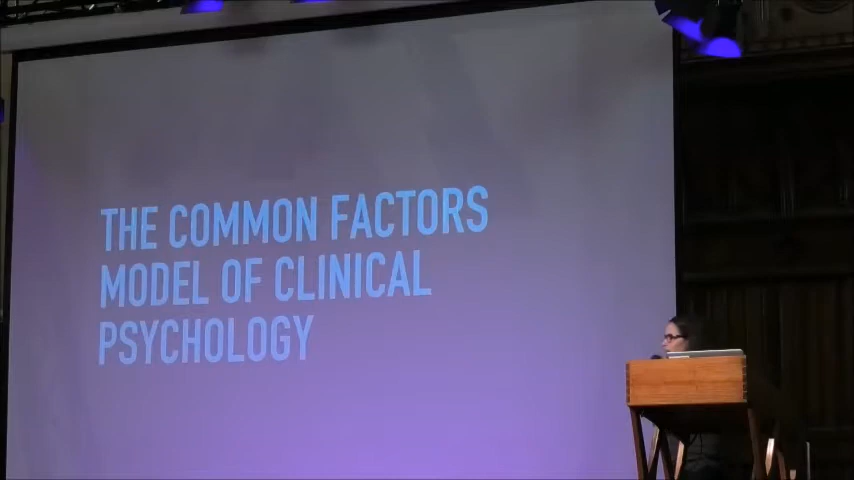 THE COMMON FACTORS
MODEL OF CLINICAL
PSYCHOLOGY